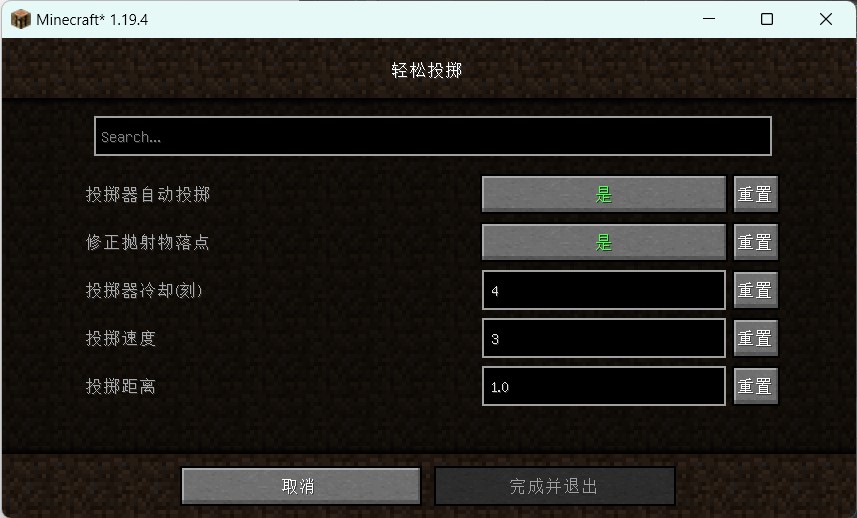 Minecraft* 1.19.4
轻松投掷
Search...
投掷器自动投掷 是 重置
修正抛射物落点 是 重置
投掷器冷却(刻) 4 重置
投掷速度 3 重置
投掷距离 1.0 重置
取消 完成并退出